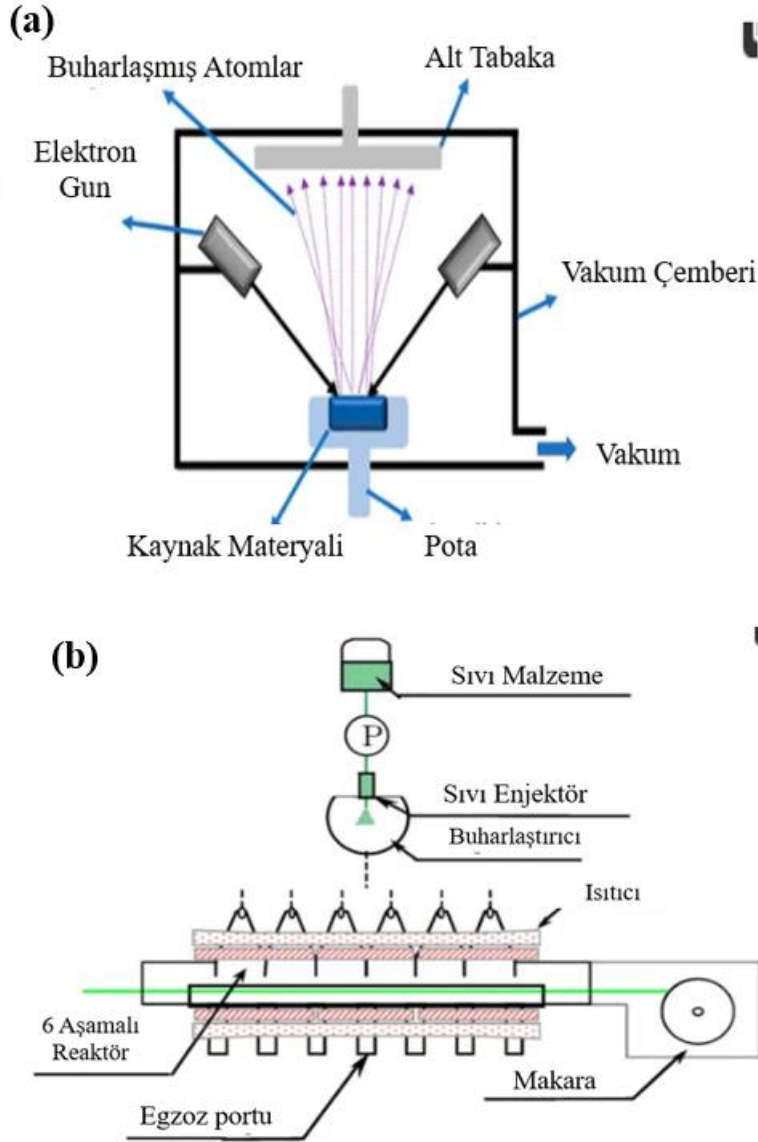 (a)
Buharlaşmış Atomlar
Alt Tabaka
Elektron
Gun
Vakum Çemberi
Vakum
Kaynak Materyali
Pota
(b)
Sıvı Malzeme
P
Sıvı Enjektör
Buharlaştırıcı
Isıtıcı
6 Aşamalı
Reaktör
Makara
Egzoz portu